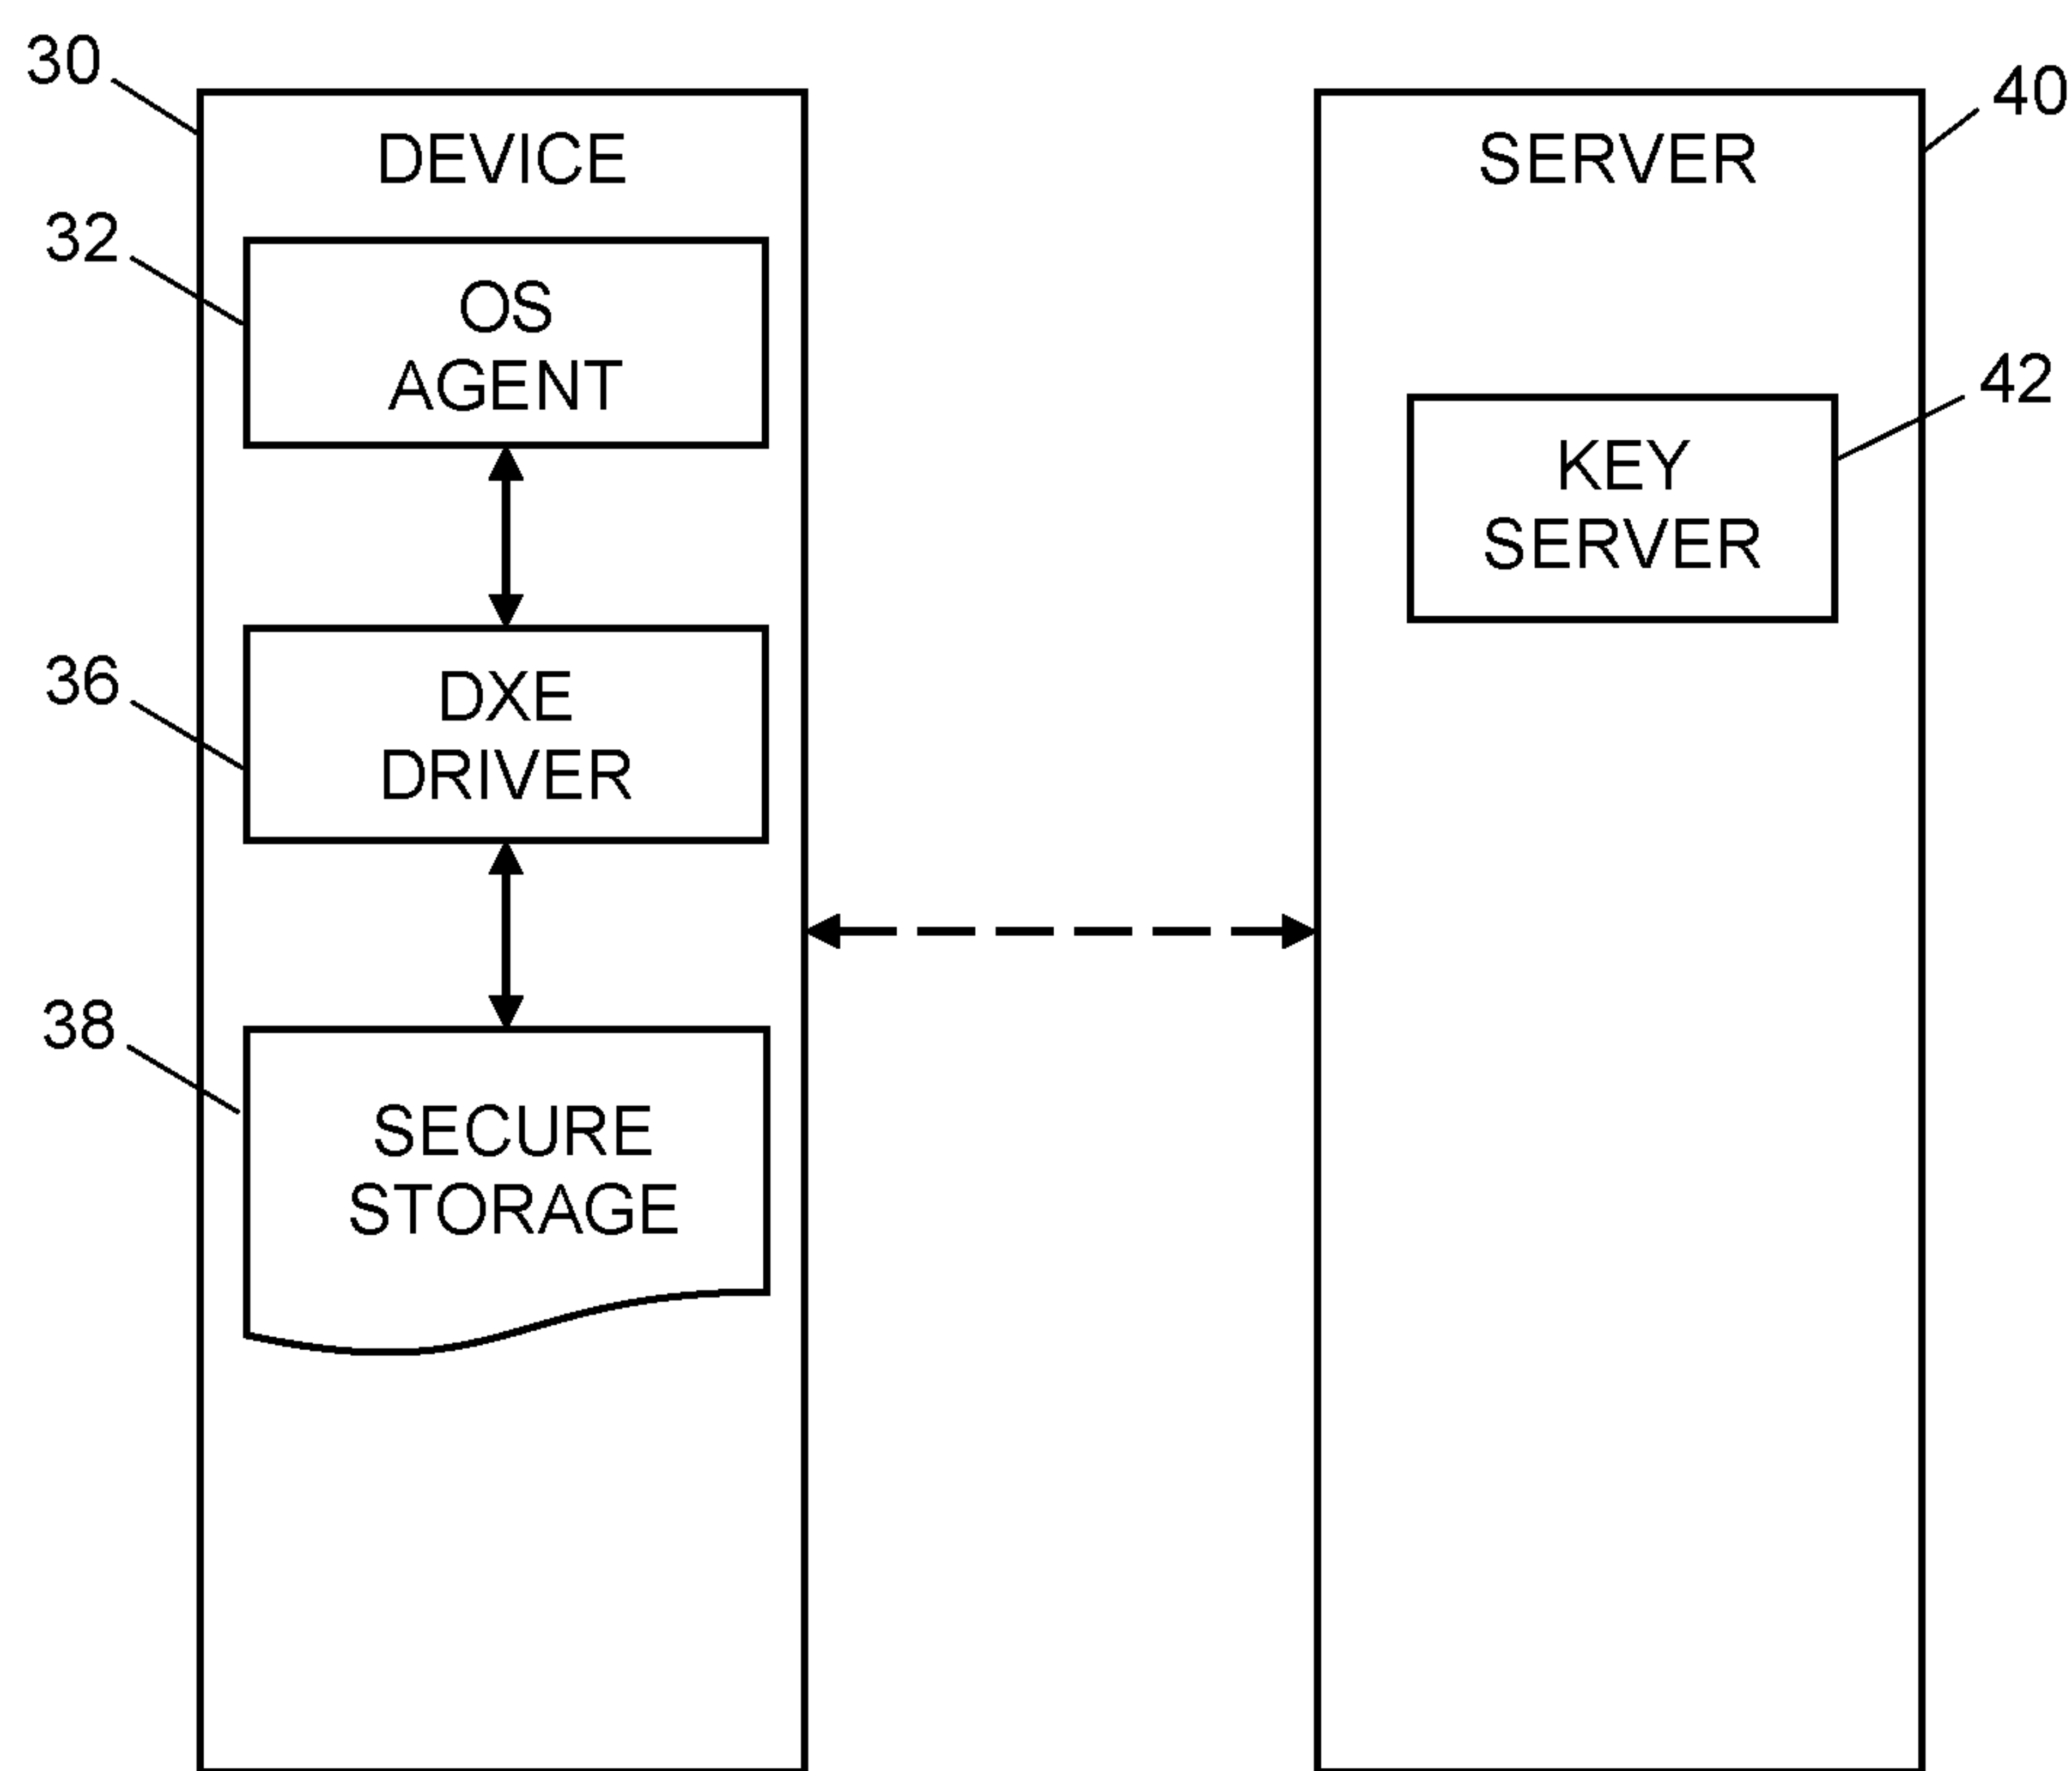 30
DEVICE
32
OS
AGENT
36
DXE
DRIVER
38
SECURE
STORAGE
40
SERVER
42
KEY
SERVER